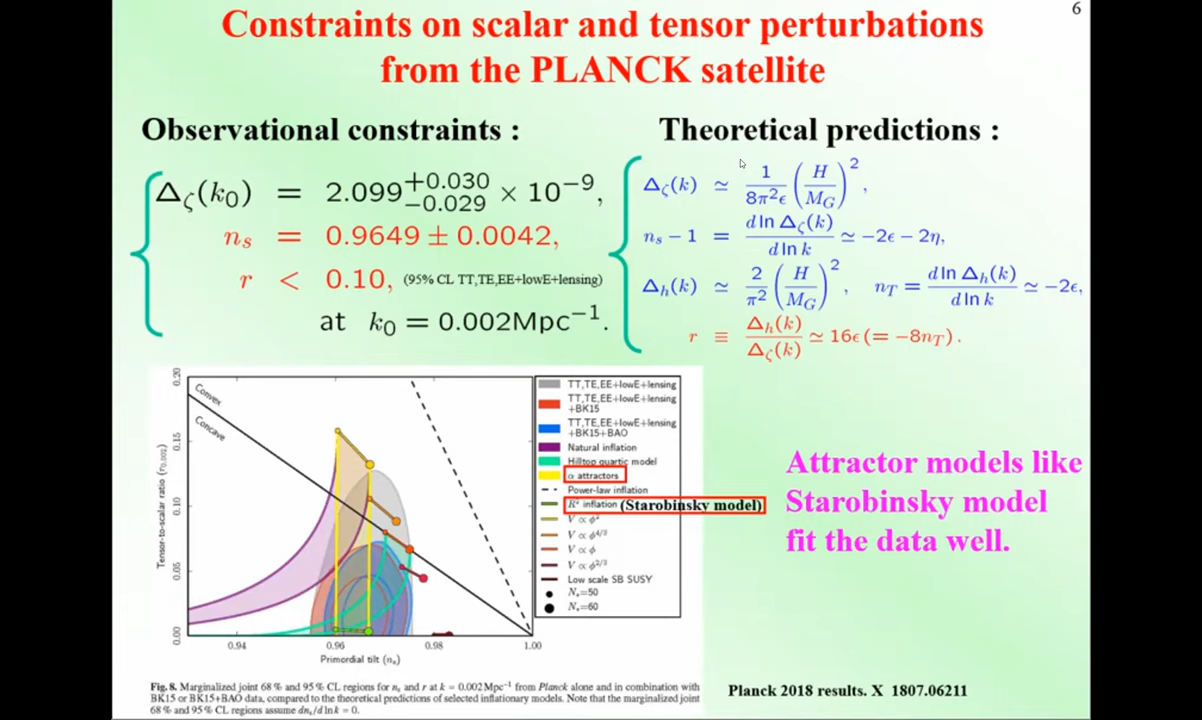 6
Constraints on scalar and tensor perturbations
from the PLANCK satellite
Observational constraints :
Δζ(k₀) = 2.099 +0.030 −0.029 × 10⁻⁹,
nₛ = 0.9649 ± 0.0042,
r < 0.10, (95% CL TT,TE,EE+lowE+lensing)
at k₀ = 0.002Mpc⁻¹.
Theoretical predictions :
Δζ(k) ≃ 1/(8π²ϵ) (H/M_G)²,
nₛ − 1 = d ln Δζ(k)/d ln k ≃ −2ϵ − 2η,
Δₕ(k) ≃ 2/π² (H/M_G)², n_T = d ln Δₕ(k)/d ln k ≃ −2ϵ,
r ≡ Δₕ(k)/Δζ(k) ≃ 16ϵ (= −8n_T) .
0.20
0.15
0.10
0.05
0.00
Tensor-to-scalar ratio (r₀.₀₀₂)
Convex
Concave
0.94 0.96 0.98 1.00
Primordial tilt (nₛ)
TT,TE,EE+lowE+lensing
TT,TE,EE+lowE+lensing
+BK15
TT,TE,EE+lowE+lensing
+BK15+BAO
Natural inflation
Hilltop quartic model
α attractors
Power-law inflation
R² inflation (Starobinsky model)
V ∝ ϕ²
V ∝ ϕ⁴ᐟ³
V ∝ ϕ
V ∝ ϕ²ᐟ³
Low scale SB SUSY
N*=50
N*=60
Attractor models like
Starobinsky model
fit the data well.
Fig. 8. Marginalized joint 68 % and 95 % CL regions for nₛ and r at k = 0.002 Mpc⁻¹ from Planck alone and in combination with
BK15 or BK15+BAO data, compared to the theoretical predictions of selected inflationary models. Note that the marginalized joint
68 % and 95 % CL regions assume dnₛ/d ln k = 0.
Planck 2018 results. X 1807.06211